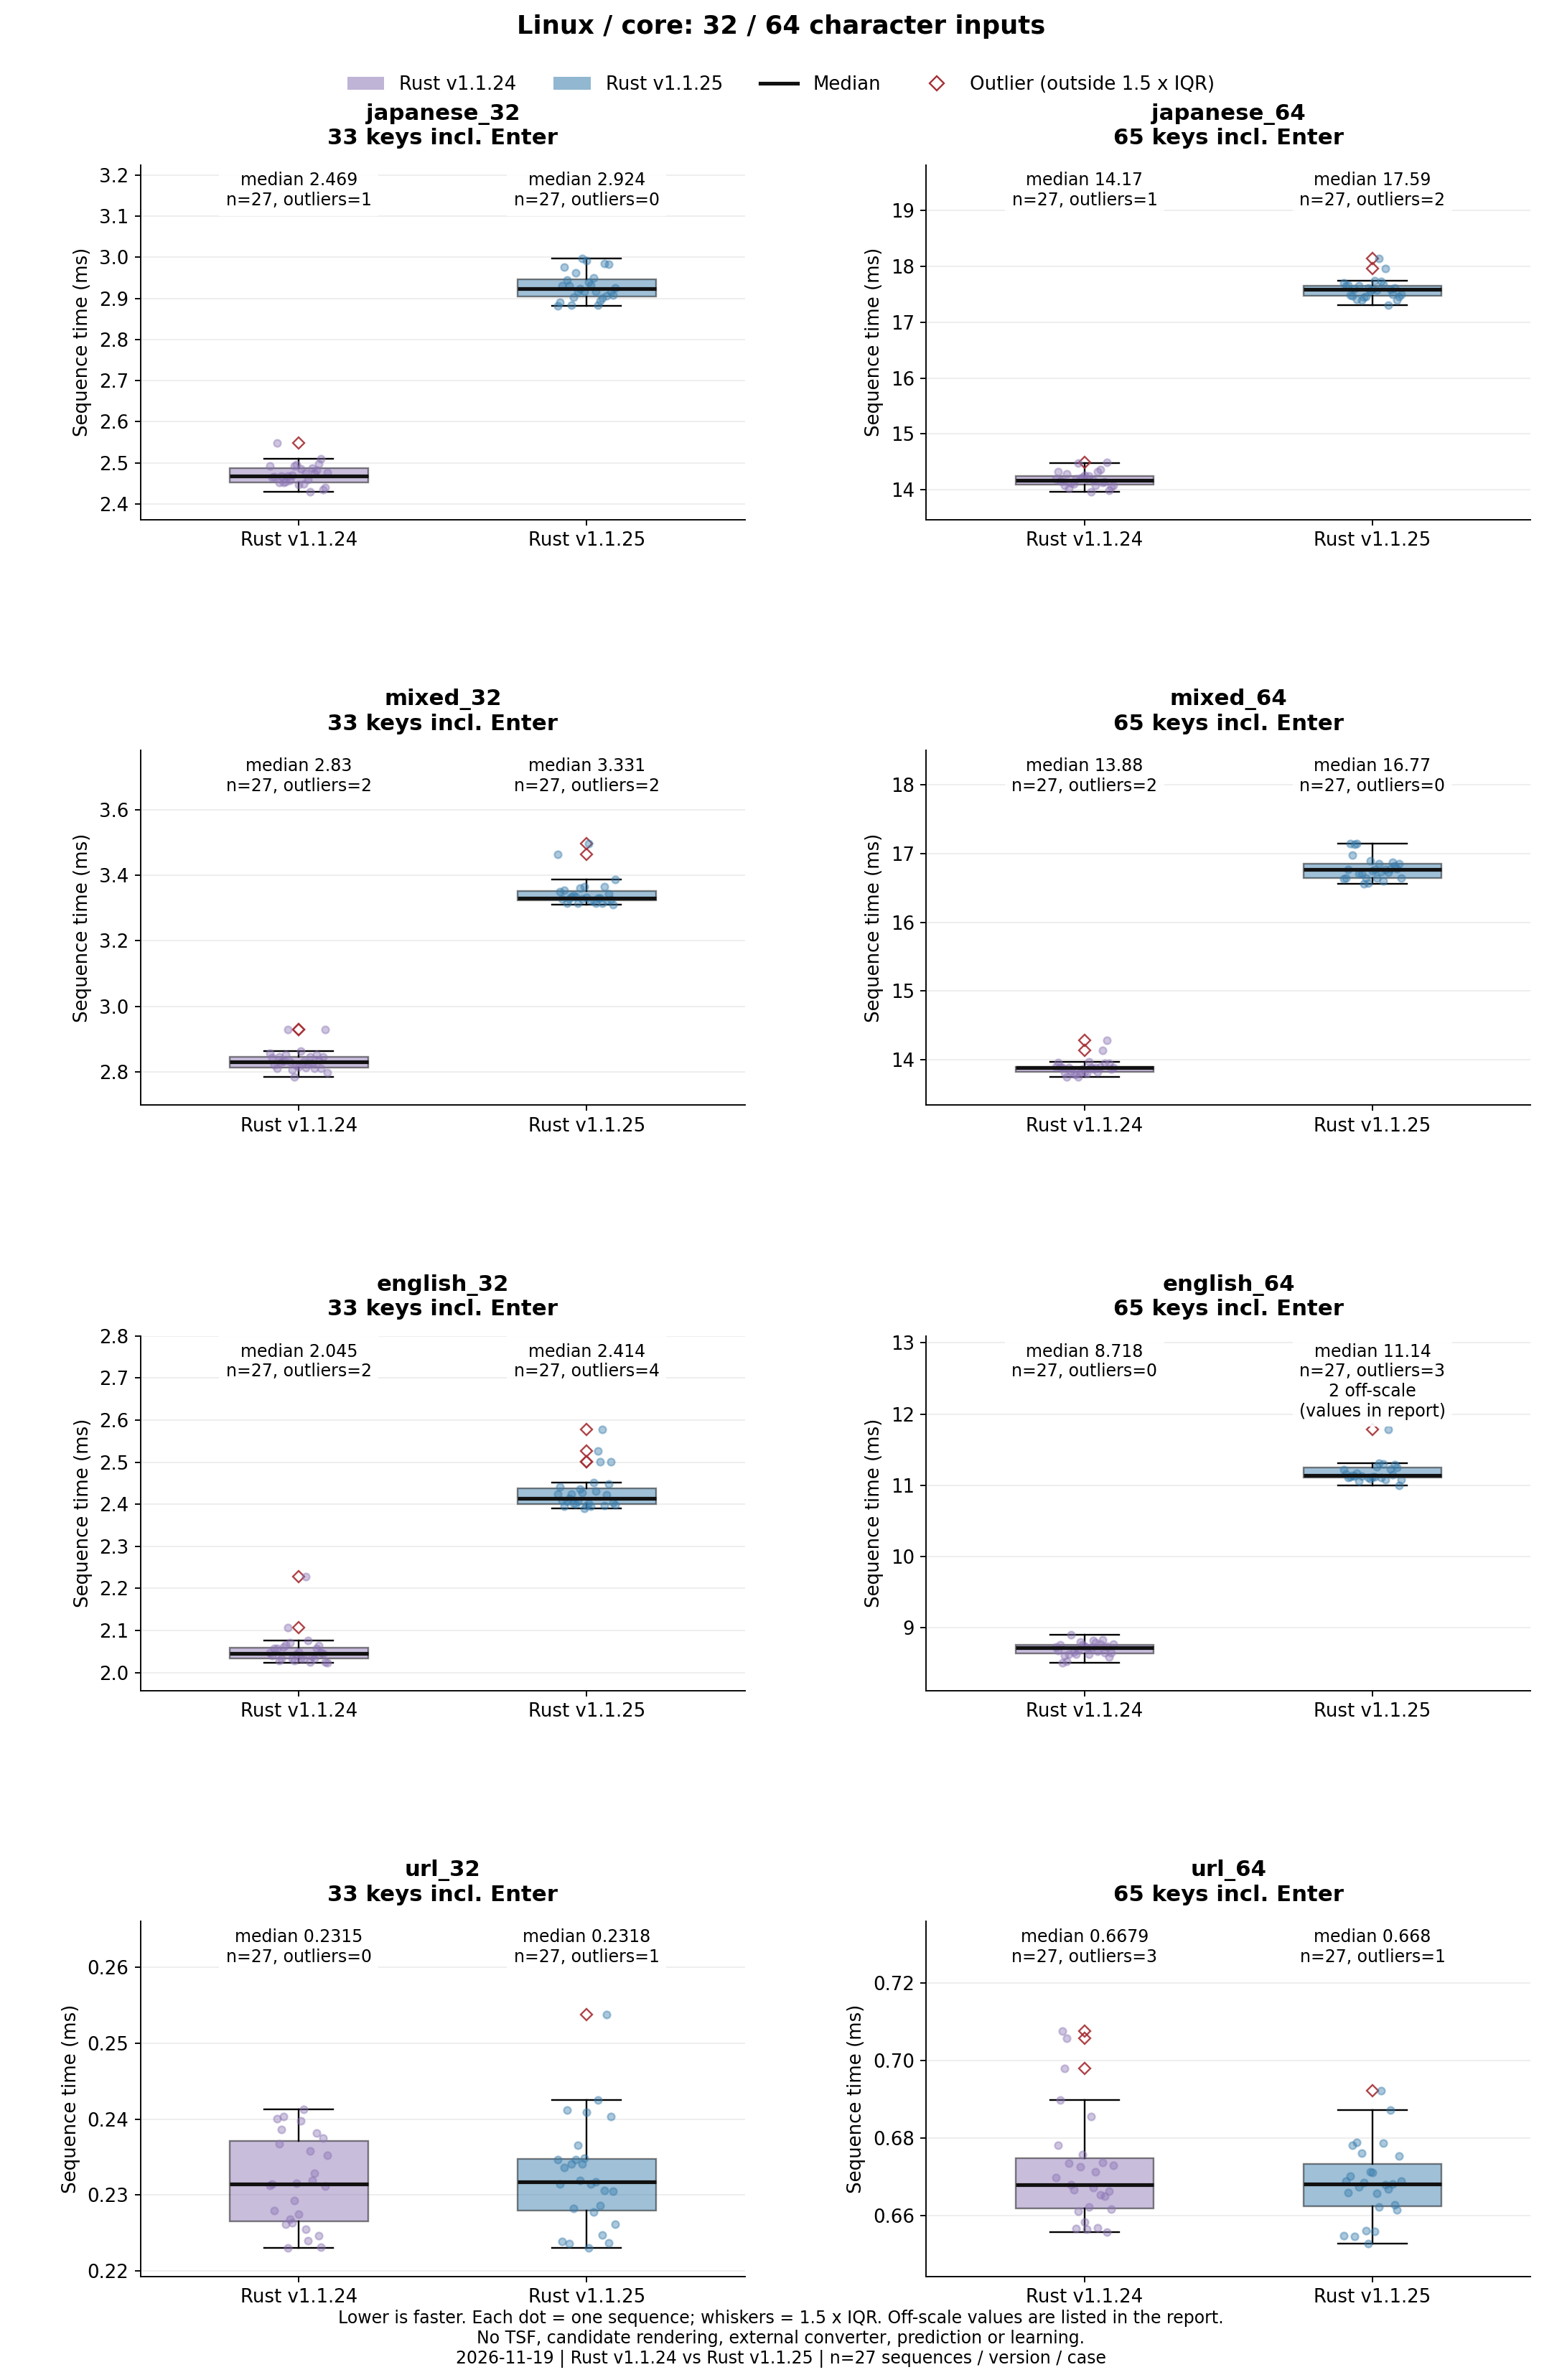 Linux / core: 32 / 64 character inputs
Rust v1.1.24
Rust v1.1.25
Median
Outlier (outside 1.5 x IQR)
japanese_32
33 keys incl. Enter
median 2.469
n=27, outliers=1
median 2.924
n=27, outliers=0
Sequence time (ms)
3.2
3.1
3.0
2.9
2.8
2.7
2.6
2.5
2.4
Rust v1.1.24
Rust v1.1.25
japanese_64
65 keys incl. Enter
median 14.17
n=27, outliers=1
median 17.59
n=27, outliers=2
Sequence time (ms)
19
18
17
16
15
14
Rust v1.1.24
Rust v1.1.25
mixed_32
33 keys incl. Enter
median 2.83
n=27, outliers=2
median 3.331
n=27, outliers=2
Sequence time (ms)
3.6
3.4
3.2
3.0
2.8
Rust v1.1.24
Rust v1.1.25
mixed_64
65 keys incl. Enter
median 13.88
n=27, outliers=2
median 16.77
n=27, outliers=0
Sequence time (ms)
18
17
16
15
14
Rust v1.1.24
Rust v1.1.25
english_32
33 keys incl. Enter
median 2.045
n=27, outliers=2
median 2.414
n=27, outliers=4
Sequence time (ms)
2.8
2.7
2.6
2.5
2.4
2.3
2.2
2.1
2.0
Rust v1.1.24
Rust v1.1.25
english_64
65 keys incl. Enter
median 8.718
n=27, outliers=0
median 11.14
n=27, outliers=3
2 off-scale
(values in report)
Sequence time (ms)
13
12
11
10
9
Rust v1.1.24
Rust v1.1.25
url_32
33 keys incl. Enter
median 0.2315
n=27, outliers=0
median 0.2318
n=27, outliers=1
Sequence time (ms)
0.26
0.25
0.24
0.23
0.22
Rust v1.1.24
Rust v1.1.25
url_64
65 keys incl. Enter
median 0.6679
n=27, outliers=3
median 0.668
n=27, outliers=1
Sequence time (ms)
0.72
0.70
0.68
0.66
Rust v1.1.24
Rust v1.1.25
Lower is faster. Each dot = one sequence; whiskers = 1.5 x IQR. Off-scale values are listed in the report.
No TSF, candidate rendering, external converter, prediction or learning.
2026-11-19 | Rust v1.1.24 vs Rust v1.1.25 | n=27 sequences / version / case